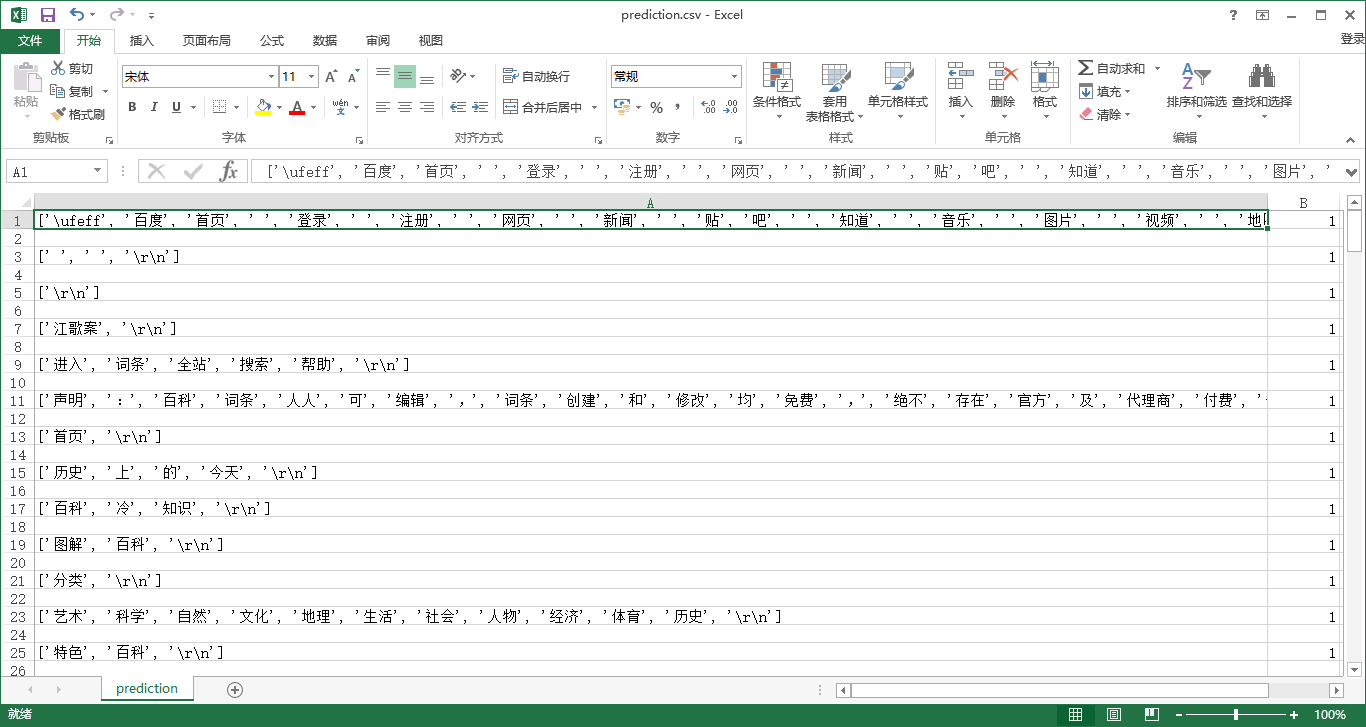 prediction.csv - Excel
?
文件 开始 插入 页面布局 公式 数据 审阅 视图 登录
粘贴 剪切 复制 格式刷
宋体 11 A A
B I U A wén 文
自动换行
合并后居中
常规
% , .00 .00
条件格式 套用 表格格式 单元格样式
插入 删除 格式
自动求和 填充 清除
排序和筛选 查找和选择
剪贴板 字体 对齐方式 数字 样式 单元格 编辑
A1 fx ['\ufeff', '百度', '首页', ' ', '登录', ' ', '注册', ' ', '网页', ' ', '新闻', ' ', '贴', '吧', ' ', '知道', ' ', '音乐', ' ', '图片', '
A B
1 ['\ufeff', '百度', '首页', ' ', '登录', ' ', '注册', ' ', '网页', ' ', '新闻', ' ', '贴', '吧', ' ', '知道', ' ', '音乐', ' ', '图片', ' ', '视频', ' ', '地 1
2
3 [' ', ' ', '\r\n'] 1
4
5 ['\r\n'] 1
6
7 ['江歌案', '\r\n'] 1
8
9 ['进入', '词条', '全站', '搜索', '帮助', '\r\n'] 1
10
11 ['声明', '：', '百科', '词条', '人人', '可', '编辑', '，', '词条', '创建', '和', '修改', '均', '免费', '，', '绝不', '存在', '官方', '及', '代理商', '付费', ' 1
12
13 ['首页', '\r\n'] 1
14
15 ['历史', '上', '的', '今天', '\r\n'] 1
16
17 ['百科', '冷', '知识', '\r\n'] 1
18
19 ['图解', '百科', '\r\n'] 1
20
21 ['分类', '\r\n'] 1
22
23 ['艺术', '科学', '自然', '文化', '地理', '生活', '社会', '人物', '经济', '体育', '历史', '\r\n'] 1
24
25 ['特色', '百科', '\r\n'] 1
26
prediction
就绪 100%